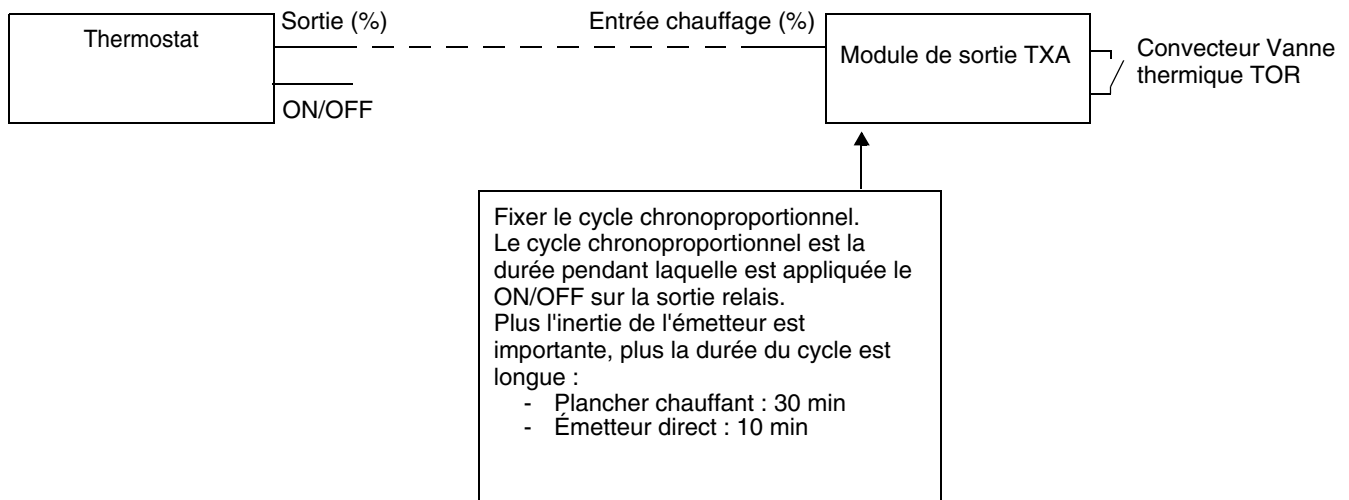 Thermostat
Sortie (%)
ON/OFF
Entrée chauffage (%)
Module de sortie TXA
Convecteur Vanne
thermique TOR
Fixer le cycle chronoproportionnel.
Le cycle chronoproportionnel est la
durée pendant laquelle est appliquée le
ON/OFF sur la sortie relais.
Plus l'inertie de l'émetteur est
importante, plus la durée du cycle est
longue :
- Plancher chauffant : 30 min
- Émetteur direct : 10 min